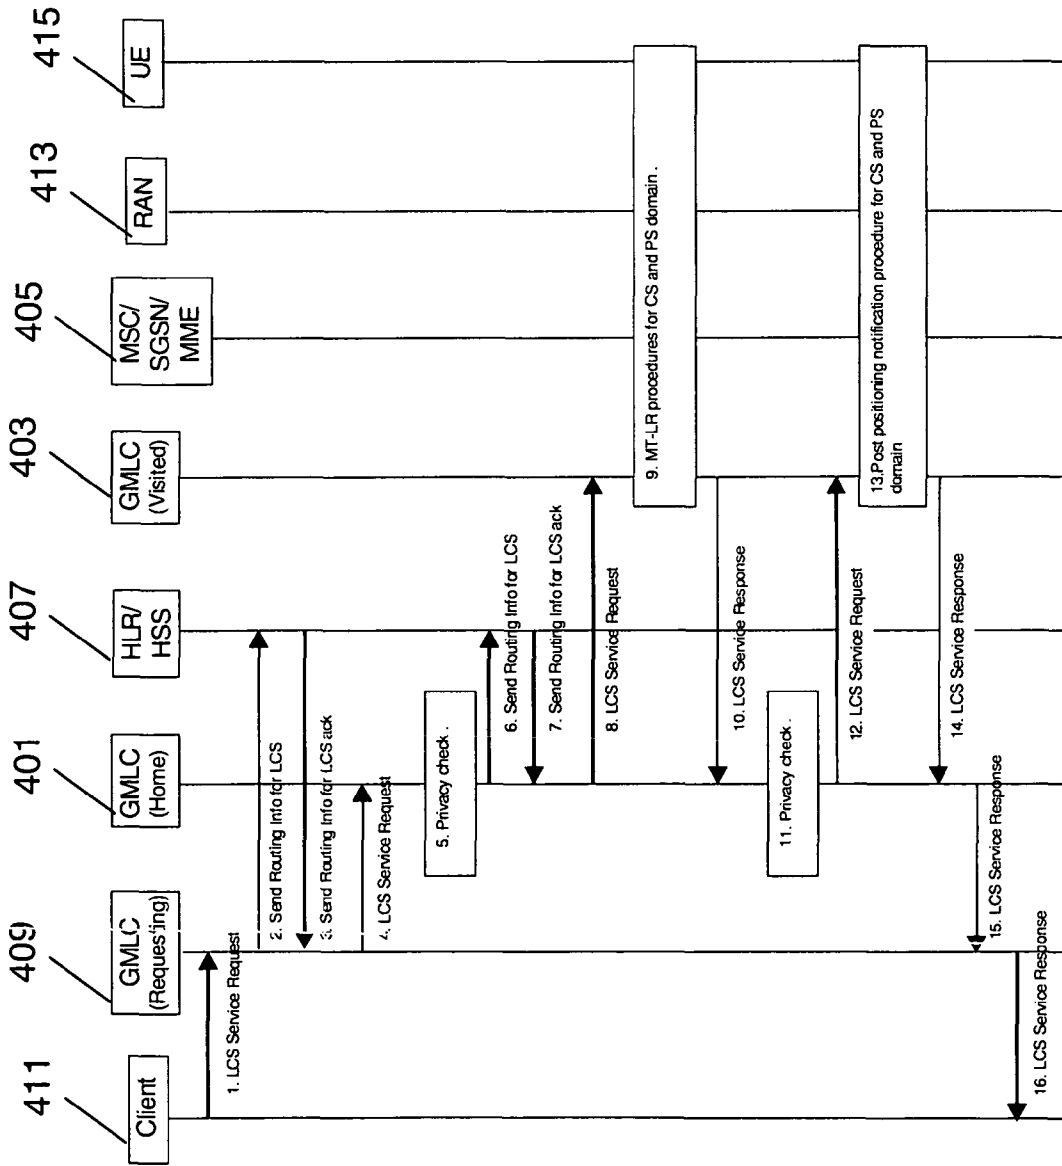 411
409
401
407
403
405
413
415
Client
GMLC
(Requesting)
GMLC
(Home)
HLR/
HSS
GMLC
(Visited)
MSC/
SGSN/
MME
RAN
UE
1. LCS Service Request
2. Send Routing Info for LCS
3. Send Routing Info for LCS ack
4. LCS Service Request
5. Privacy check .
6. Send Routing Info for LCS
7. Send Routing Info for LCS ack
8. LCS Service Request
9. MT-LR procedures for CS and PS domain .
10. LCS Service Response
11. Privacy check .
12. LCS Service Request
13.Post positioning notification procedure for CS and PS
domain
14. LCS Service Response
15. LCS Service Response
16. LCS Service Response